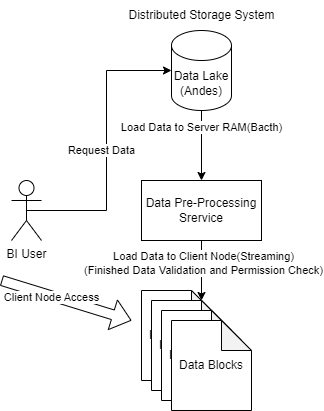 Distributed Storage System
Data Lake
(Andes)
Load Data to Server RAM(Bacth)
Request Data
Data Pre-Processing
Srervice
BI User
Load Data to Client Node(Streaming)
(Finished Data Validation and Permission Check)
Client Node Access
Data Blocks